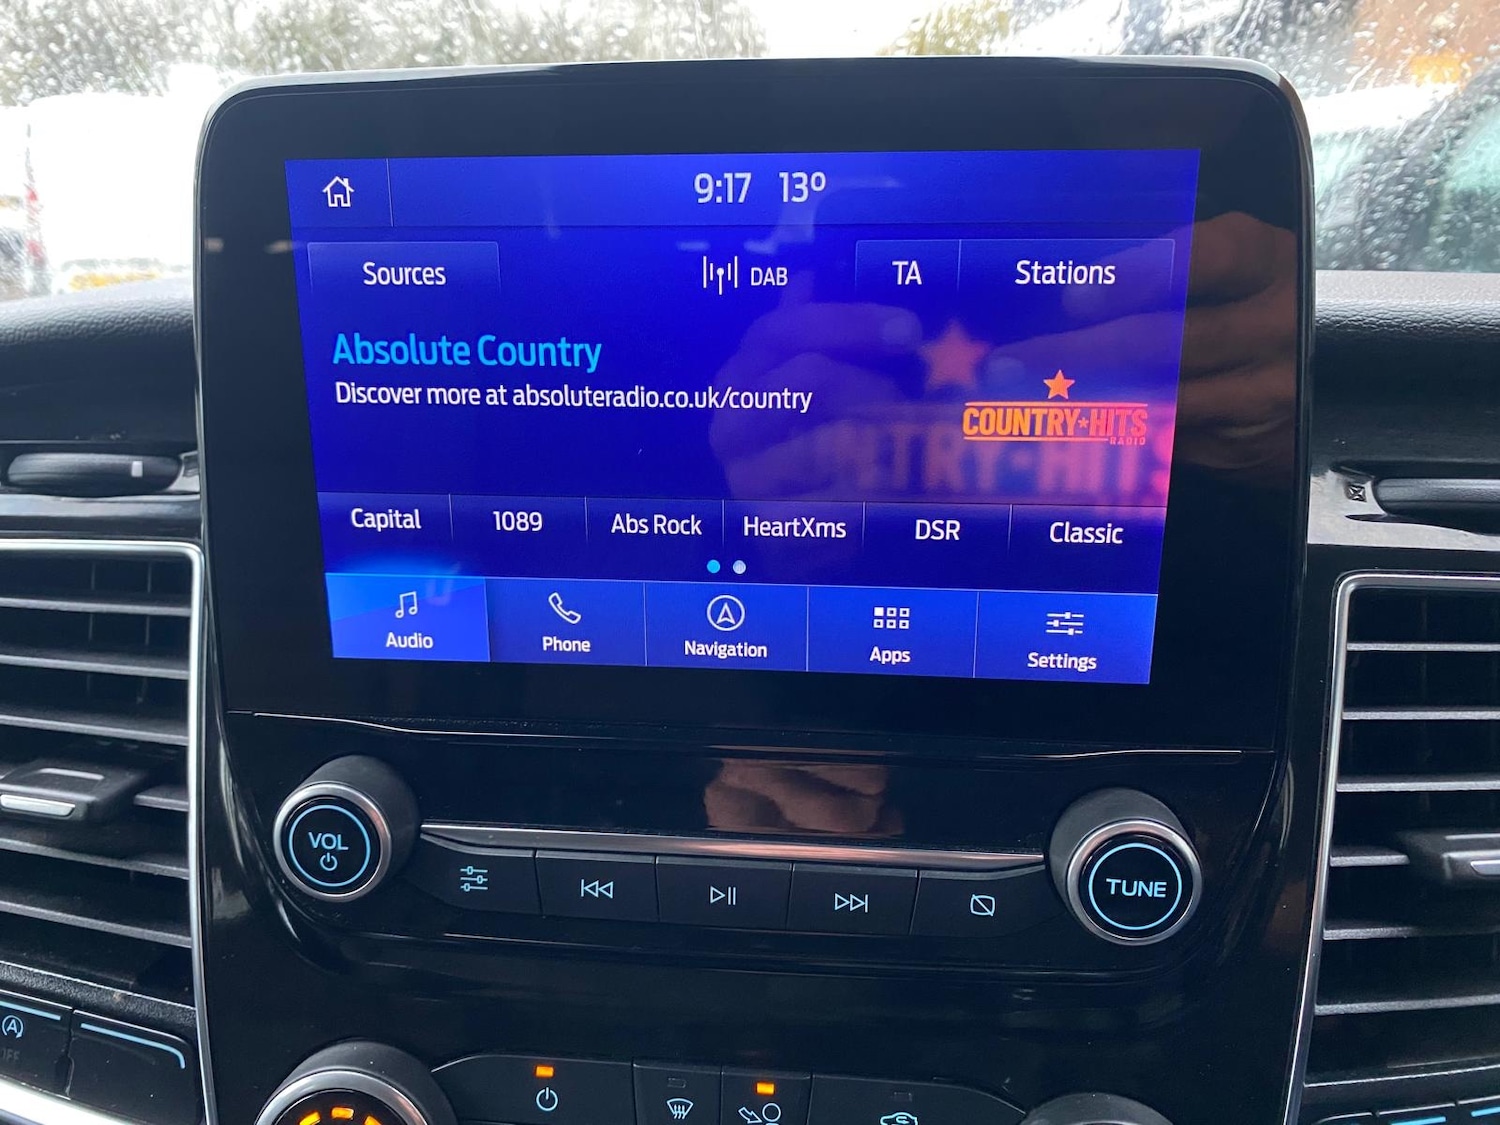 9:17 13°
Sources
DAB
TA
Stations
Absolute Country
Discover more at absoluteradio.co.uk/country
COUNTRY★HITS
RADIO
Capital
1089
Abs Rock
HeartXms
DSR
Classic
Audio
Phone
Navigation
Apps
Settings
VOL
TUNE
A